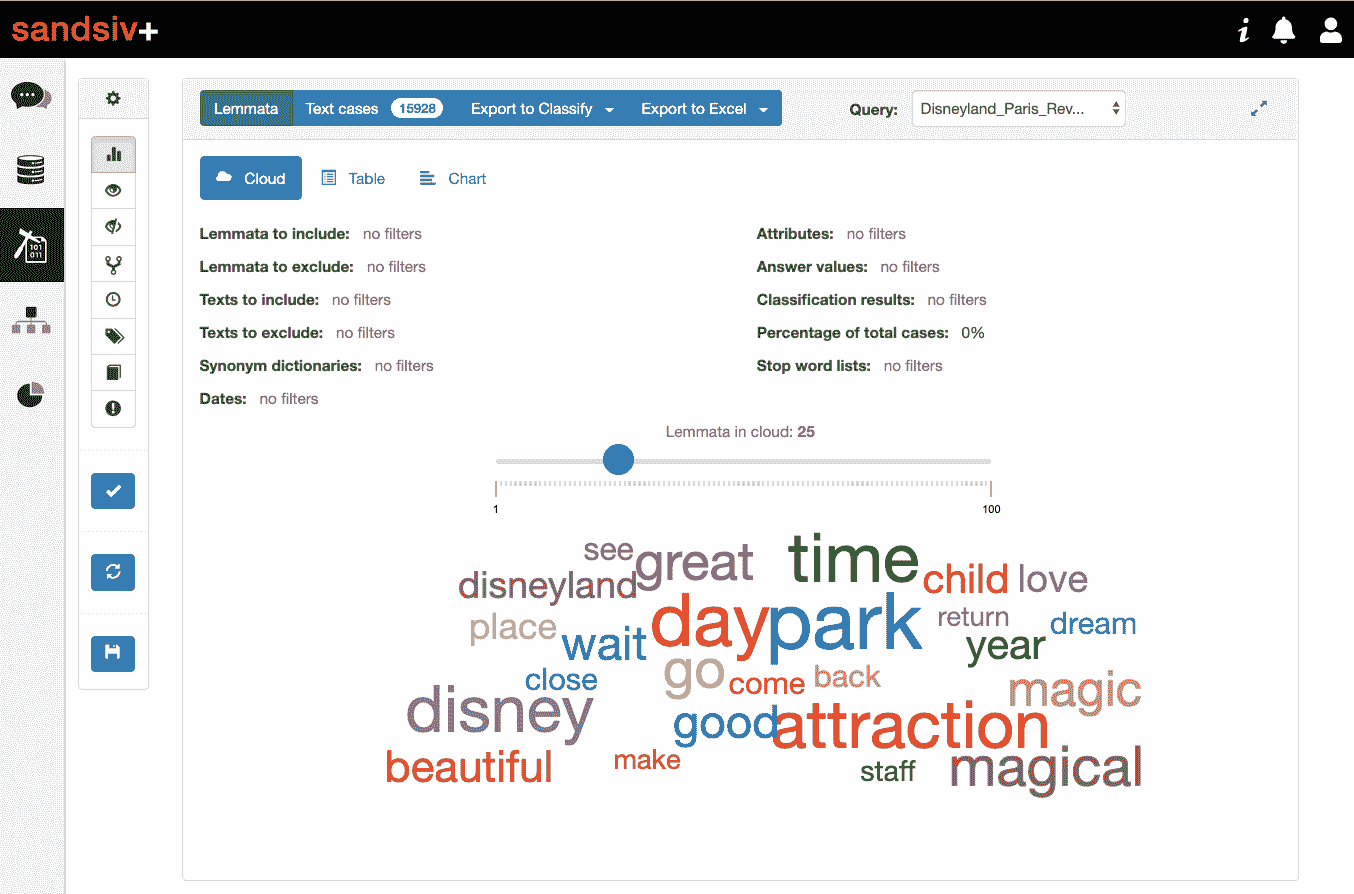 sandsiv+
Lemmata Text cases 15928 Export to Classify Export to Excel Query: Disneyland_Paris_Rev...
Cloud Table Chart
Lemmata to include: no filters
Attributes: no filters
Lemmata to exclude: no filters
Answer values: no filters
Texts to include: no filters
Classification results: no filters
Texts to exclude: no filters
Percentage of total cases: 0%
Synonym dictionaries: no filters
Stop word lists: no filters
Dates: no filters
Lemmata in cloud: 25
1 100
see great time
disneyland child love
place wait day park return dream
year
close go come back magic
disney good attraction
beautiful make staff magical
101
011